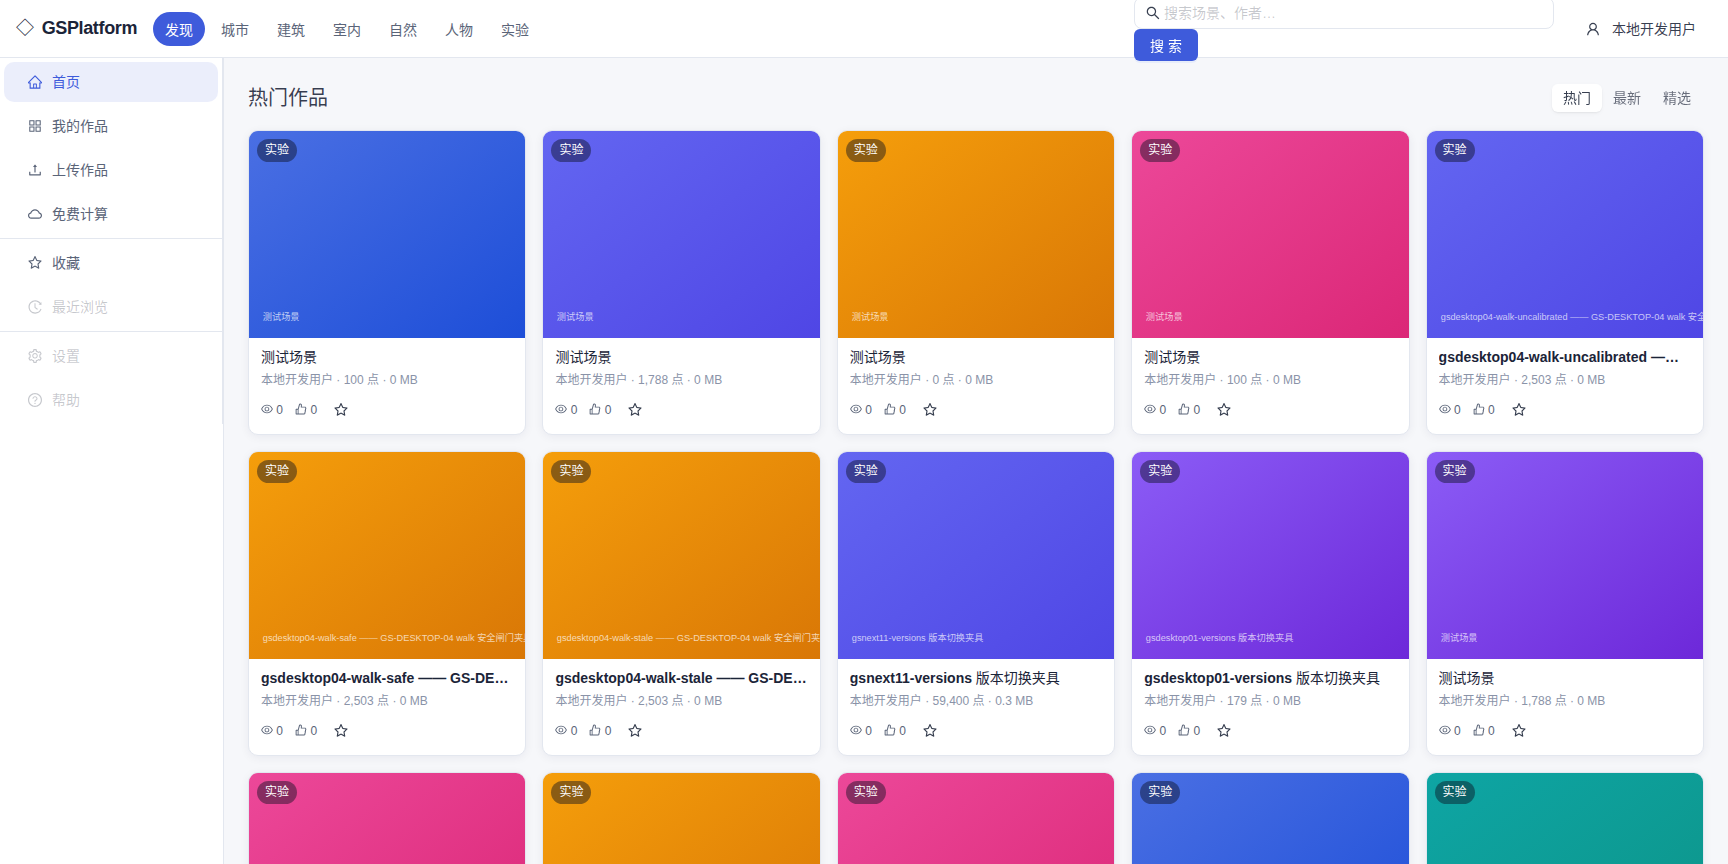 GSPlatform
发现 城市 建筑 室内 自然 人物 实验
搜索场景、作者…
搜 索
本地开发用户
首页
我的作品
上传作品
免费计算
收藏
最近浏览
设置
帮助
热门作品
热门 最新 精选
实验
测试场景
测试场景
本地开发用户 · 100 点 · 0 MB
0 0
实验
测试场景
测试场景
本地开发用户 · 1,788 点 · 0 MB
0 0
实验
测试场景
测试场景
本地开发用户 · 0 点 · 0 MB
0 0
实验
测试场景
测试场景
本地开发用户 · 100 点 · 0 MB
0 0
实验
gsdesktop04-walk-uncalibrated —— GS-DESKTOP-04 walk 安全
gsdesktop04-walk-uncalibrated —…
本地开发用户 · 2,503 点 · 0 MB
0 0
实验
gsdesktop04-walk-safe —— GS-DESKTOP-04 walk 安全闸门夹
gsdesktop04-walk-safe —— GS-DE…
本地开发用户 · 2,503 点 · 0 MB
0 0
实验
gsdesktop04-walk-stale —— GS-DESKTOP-04 walk 安全闸门夹
gsdesktop04-walk-stale —— GS-DE…
本地开发用户 · 2,503 点 · 0 MB
0 0
实验
gsnext11-versions 版本切换夹具
gsnext11-versions 版本切换夹具
本地开发用户 · 59,400 点 · 0.3 MB
0 0
实验
gsdesktop01-versions 版本切换夹具
gsdesktop01-versions 版本切换夹具
本地开发用户 · 179 点 · 0 MB
0 0
实验
测试场景
测试场景
本地开发用户 · 1,788 点 · 0 MB
0 0
实验
实验
实验
实验
实验